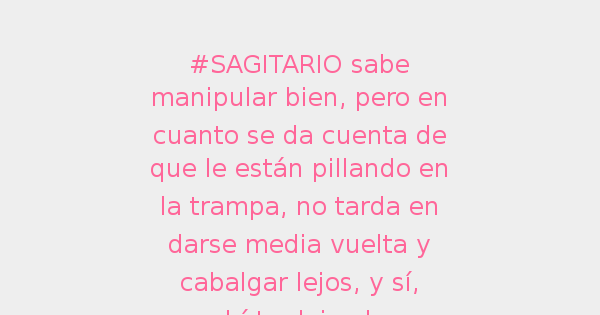 #SAGITARIO sabe
manipular bien, pero en
cuanto se da cuenta de
que le están pillando en
la trampa, no tarda en
darse media vuelta y
cabalgar lejos, y sí,